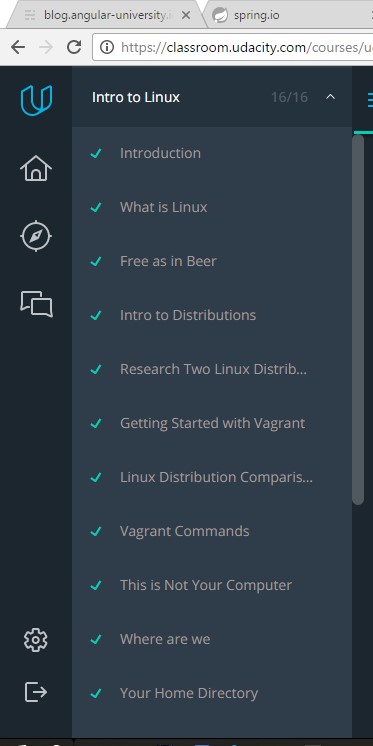 blog.angular-university.i
spring.io
https://classroom.udacity.com/courses/u
Intro to Linux 16/16
Introduction
What is Linux
Free as in Beer
Intro to Distributions
Research Two Linux Distrib...
Getting Started with Vagrant
Linux Distribution Comparis...
Vagrant Commands
This is Not Your Computer
Where are we
Your Home Directory